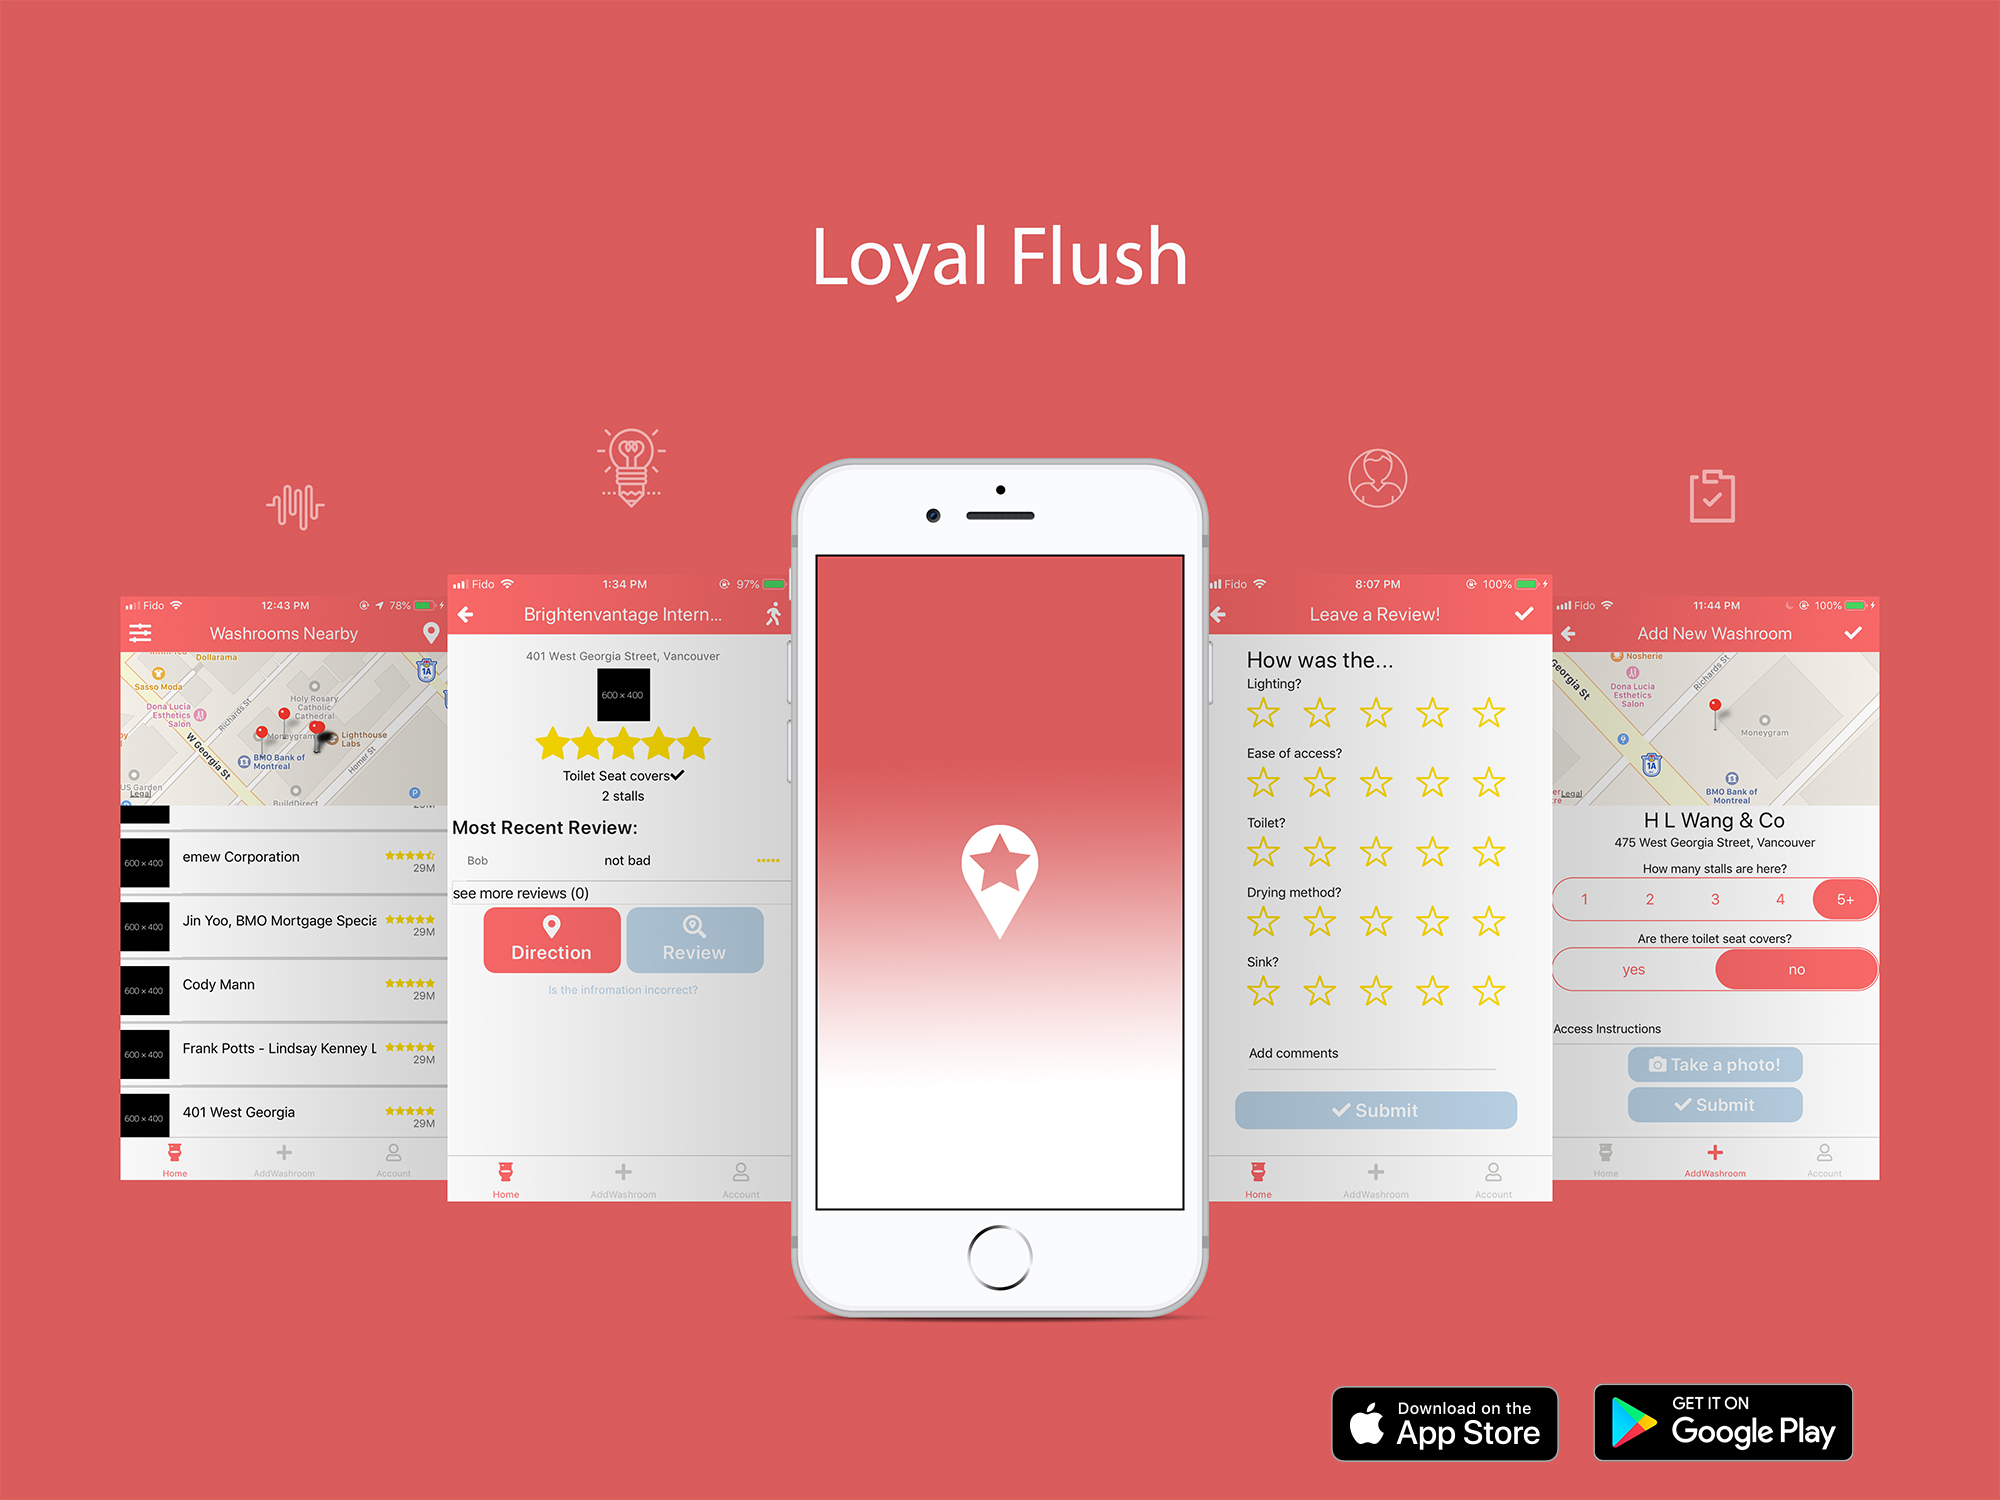 Loyal Flush
Fido
12:43 PM
78%
Washrooms Nearby
Dollarama
Sasso Moda
Dona Lucia
Esthetics
Salon
Richards St
Holy Rosary
Catholic
Cathedral
Moneygram
Lighthouse
Labs
W Georgia St
BMO Bank of
Montreal
Homer St
1A
US Garden
Legal
BuildDirect
P
600 × 400
emew Corporation
29M
600 × 400
Jin Yoo, BMO Mortgage Specia
29M
600 × 400
Cody Mann
29M
600 × 400
Frank Potts - Lindsay Kenney L
29M
600 × 400
401 West Georgia
29M
Home
AddWashroom
Account
Fido
1:34 PM
97%
Brightenvantage Intern...
401 West Georgia Street, Vancouver
600 × 400
Toilet Seat covers
2 stalls
Most Recent Review:
Bob
not bad
see more reviews (0)
Direction
Review
Is the infromation incorrect?
Home
AddWashroom
Account
Fido
8:07 PM
100%
Leave a Review!
How was the...
Lighting?
Ease of access?
Toilet?
Drying method?
Sink?
Add comments
Submit
Home
AddWashroom
Account
Fido
11:44 PM
100%
Add New Washroom
Nosherie
Georgia St
Dona Lucia
Esthetics
Salon
Richards St
Moneygram
1A
BMO Bank of
Montreal
Legal
H L Wang & Co
475 West Georgia Street, Vancouver
How many stalls are here?
1 2 3 4 5+
Are there toilet seat covers?
yes no
Access Instructions
Take a photo!
Submit
Home
AddWashroom
Account
Download on the
App Store
GET IT ON
Google Play